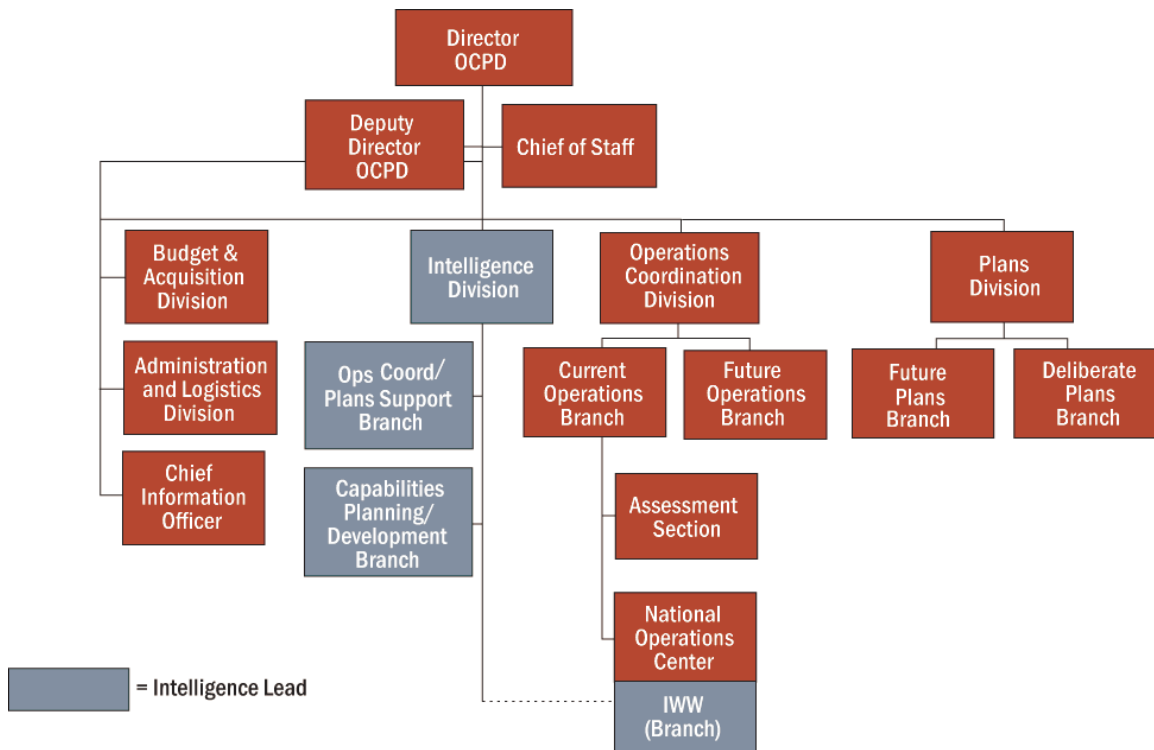 Director
OCPD
Deputy
Director
OCPD
Chief of Staff
Budget &
Acquisition
Division
Intelligence
Division
Operations
Coordination
Division
Plans
Division
Administration
and Logistics
Division
Ops Coord/
Plans Support
Branch
Current
Operations
Branch
Future
Operations
Branch
Future
Plans
Branch
Deliberate
Plans
Branch
Chief
Information
Officer
Capabilities
Planning/
Development
Branch
Assessment
Section
National
Operations
Center
IWW
(Branch)
= Intelligence Lead